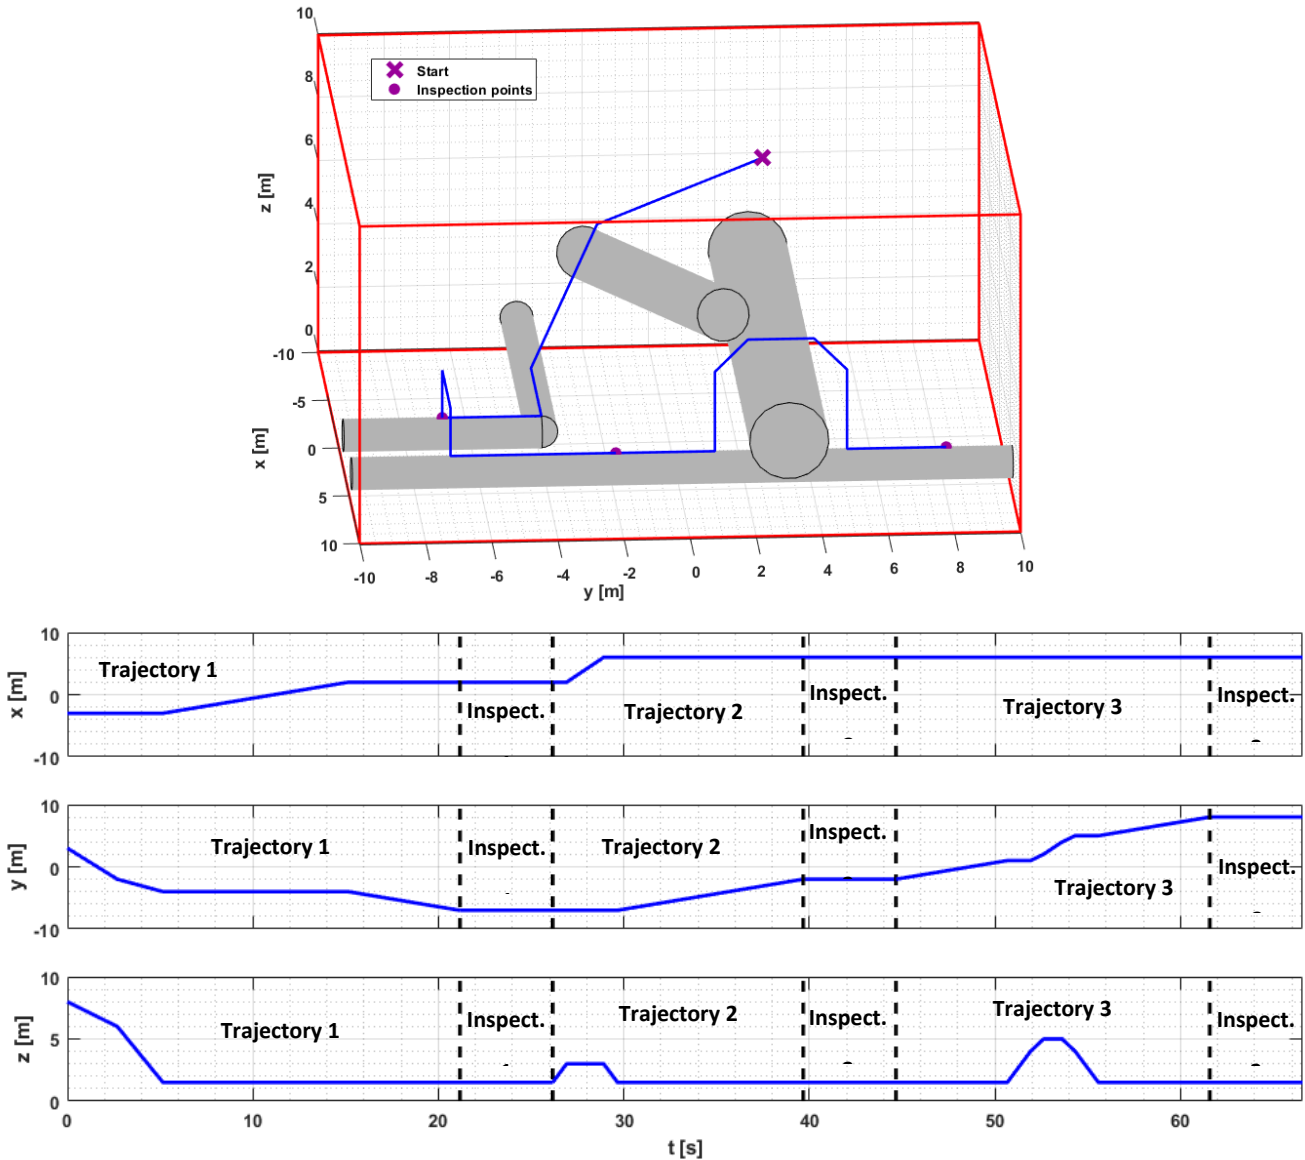 10
8
6
4
2
0
z [m]
Start
Inspection points
-10
-5
0
5
10
x [m]
-10
-8
-6
-4
-2
0
2
4
6
8
10
y [m]
10
0
-10
x [m]
Trajectory 1
Inspect.
Trajectory 2
Inspect.
Trajectory 3
Inspect.
10
0
-10
y [m]
Trajectory 1
Inspect.
Trajectory 2
Inspect.
Trajectory 3
Inspect.
10
5
0
z [m]
Trajectory 1
Inspect.
Trajectory 2
Inspect.
Trajectory 3
Inspect.
0
10
20
30
40
50
60
t [s]